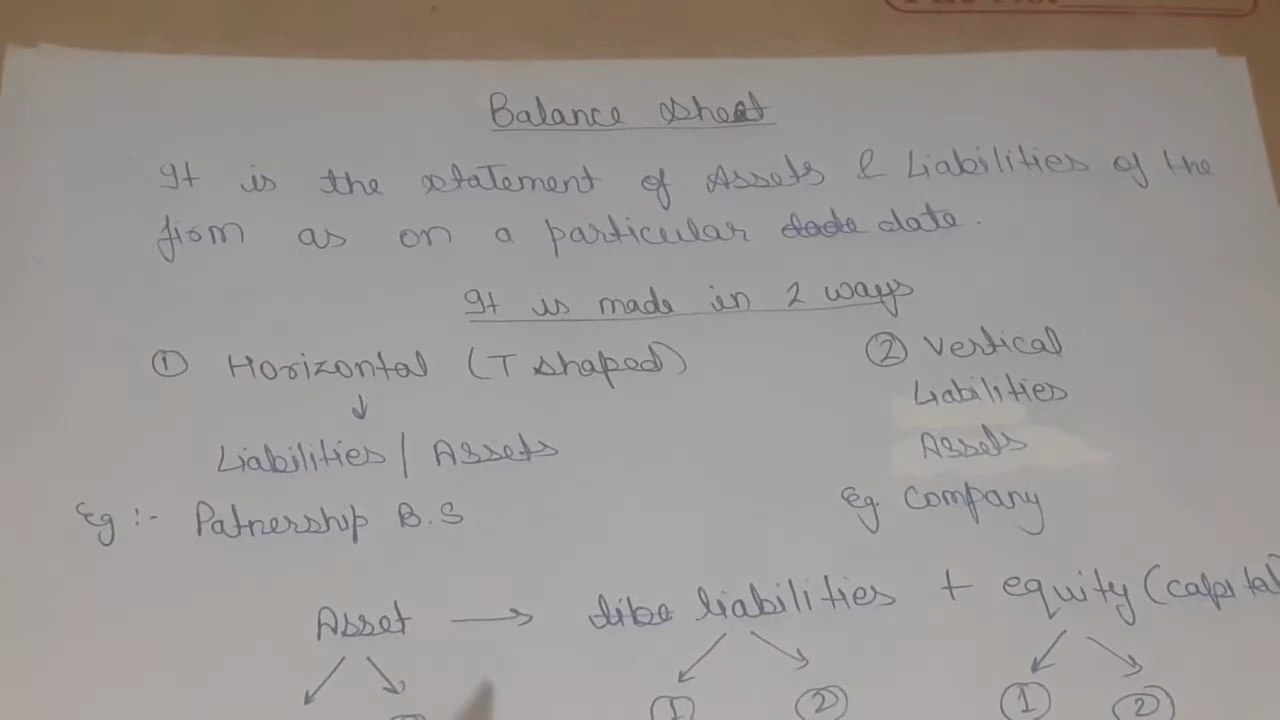 Balance sheet
It is the statement of Assets & Liabilities of the
firm as on a particular date.
It is made in 2 ways
① Horizontal (T shaped)
② Vertical
↓
Liabilities
Liabilities / Assets
Assets
Eg :- Patnership B.S
Eg. Company
Asset → liabilities + equity (capital)
① ② ① ②